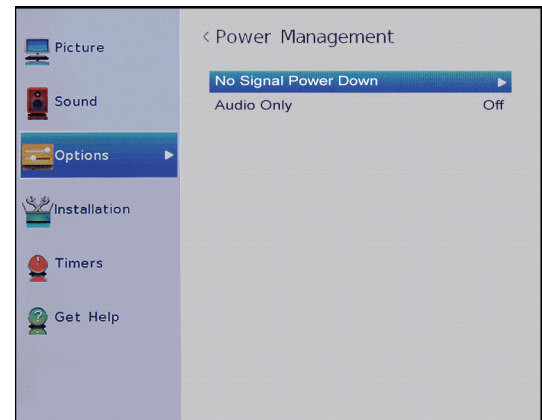 Picture
Sound
Options
Installation
Timers
Get Help
< Power Management
No Signal Power Down
Audio Only Off